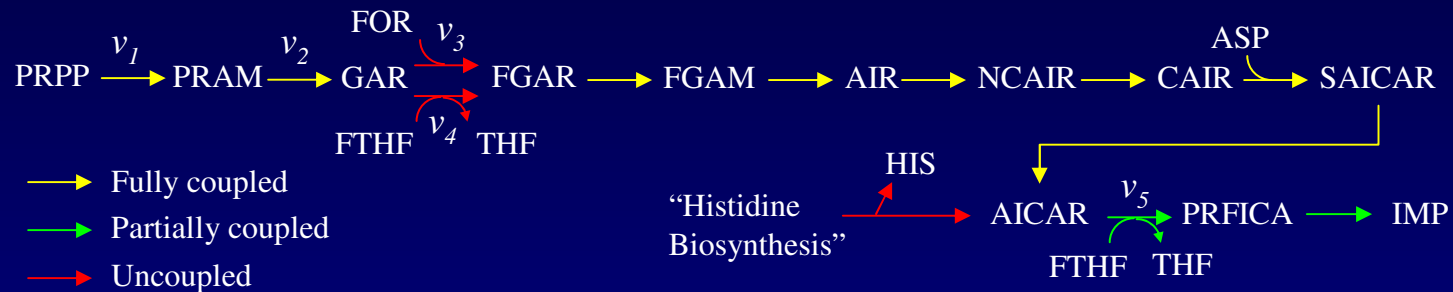 FOR
v3
ASP
v1
v2
PRPP PRAM GAR FGAR FGAM AIR NCAIR CAIR SAICAR
v4
FTHF THF
Fully coupled
Partially coupled
Uncoupled
HIS
"Histidine
Biosynthesis"
v5
AICAR PRFICA IMP
FTHF THF